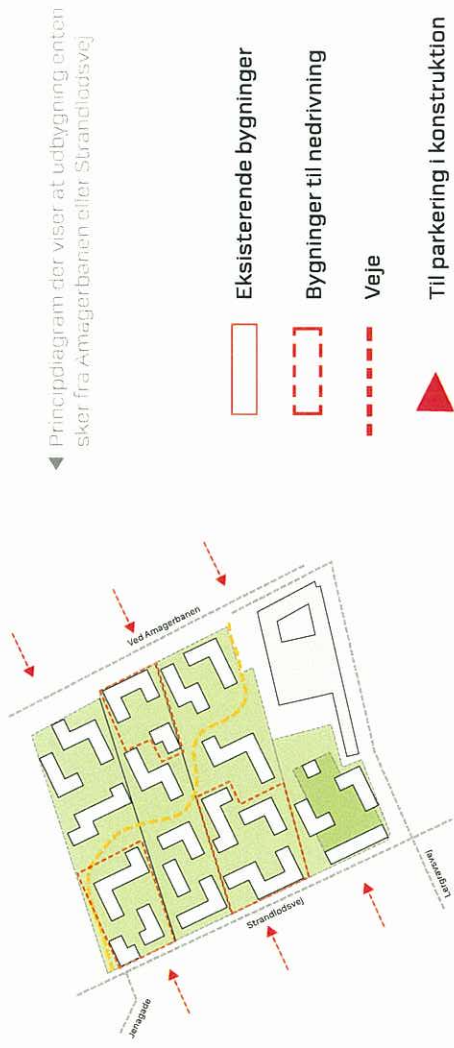 Principdiagram der viser at udbygning enten
sker fra Amagerbanen eller Strandlodsvej
Eksisterende bygninger
Bygninger til nedrivning
Veje
Til parkering i konstruktion
Ved Amagerbanen
Strandlodsvej
Jenagade
Lergravsvej